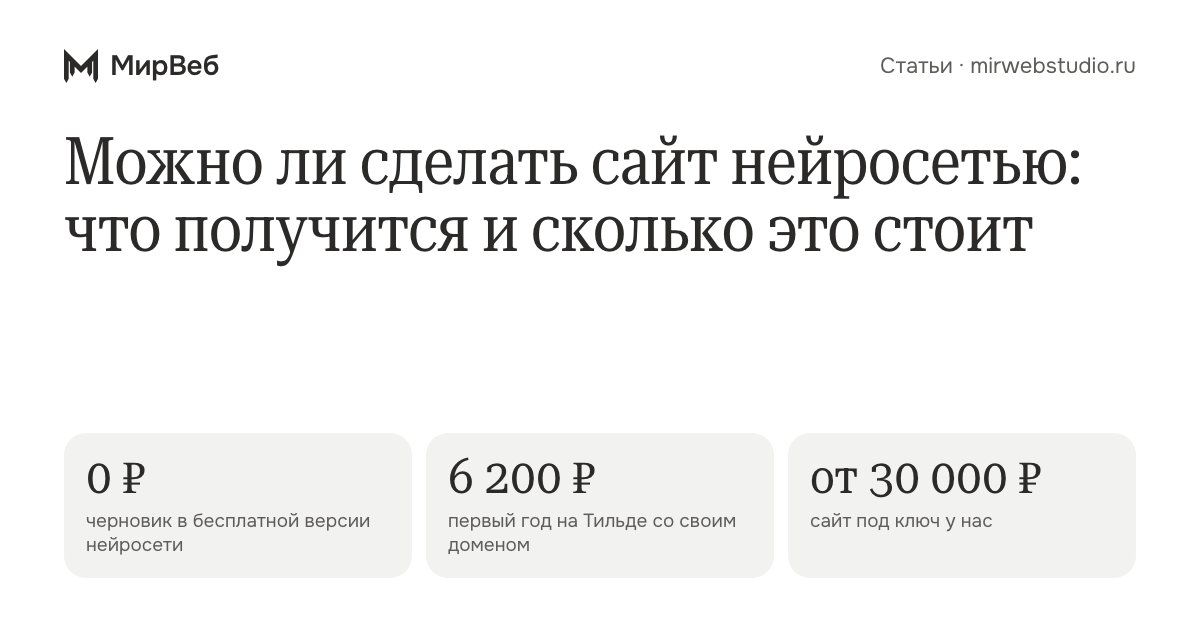 МирВеб
Статьи · mirwebstudio.ru
Можно ли сделать сайт нейросетью:
что получится и сколько это стоит
0 ₽
черновик в бесплатной версии
нейросети
6 200 ₽
первый год на Тильде со своим
доменом
от 30 000 ₽
сайт под ключ у нас